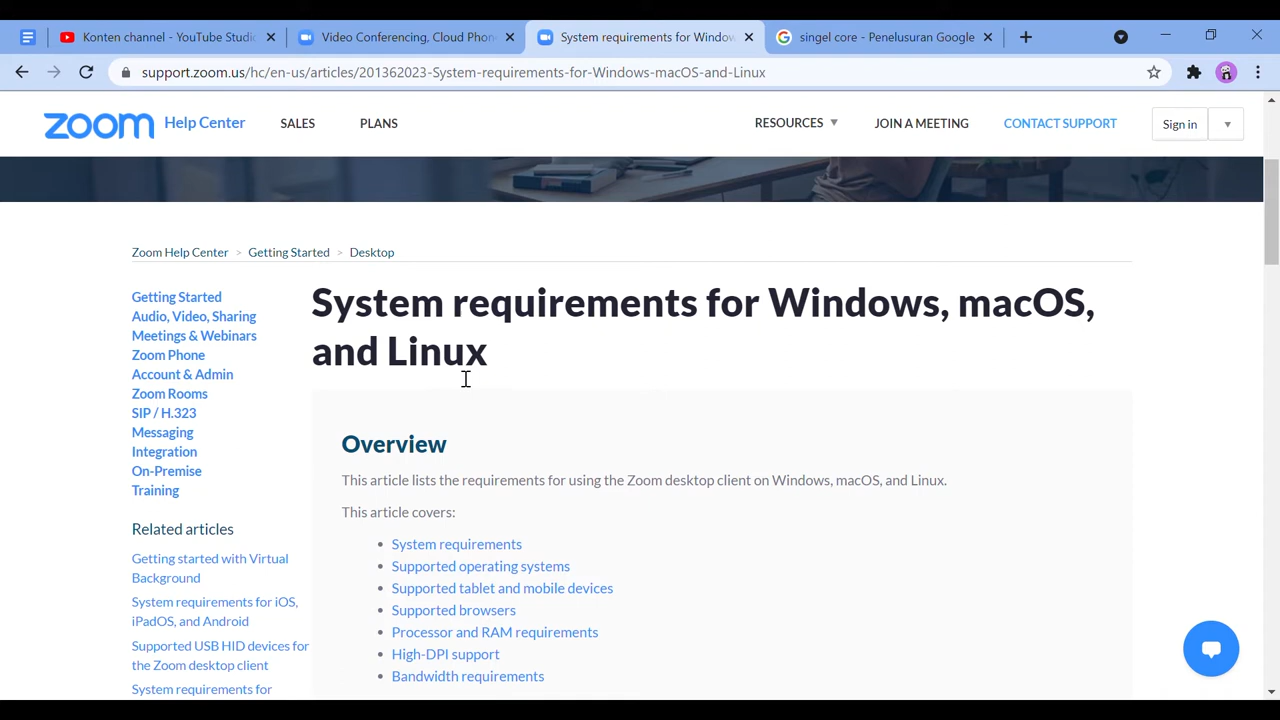 Konten channel - YouTube Studio
Video Conferencing, Cloud Phon
System requirements for Window
singel core - Penelusuran Google
support.zoom.us/hc/en-us/articles/201362023-System-requirements-for-Windows-macOS-and-Linux
zoom Help Center SALES PLANS RESOURCES JOIN A MEETING CONTACT SUPPORT Sign in
Zoom Help Center > Getting Started > Desktop
Getting Started
Audio, Video, Sharing
Meetings & Webinars
Zoom Phone
Account & Admin
Zoom Rooms
SIP / H.323
Messaging
Integration
On-Premise
Training
Related articles
Getting started with Virtual
Background
System requirements for iOS,
iPadOS, and Android
Supported USB HID devices for
the Zoom desktop client
System requirements for
System requirements for Windows, macOS,
and Linux
Overview
This article lists the requirements for using the Zoom desktop client on Windows, macOS, and Linux.
This article covers:
• System requirements
• Supported operating systems
• Supported tablet and mobile devices
• Supported browsers
• Processor and RAM requirements
• High-DPI support
• Bandwidth requirements